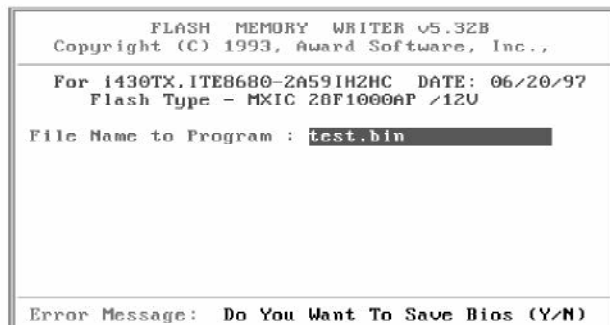 FLASH MEMORY WRITER v5.32B
Copyright (C) 1993, Award Software, Inc.,
For i430TX,ITE8680-2A59IH2HC DATE: 06/20/97
Flash Type - MXIC 28F1000AP /12V
File Name to Program : test.bin
Error Message: Do You Want To Save Bios (Y/N)